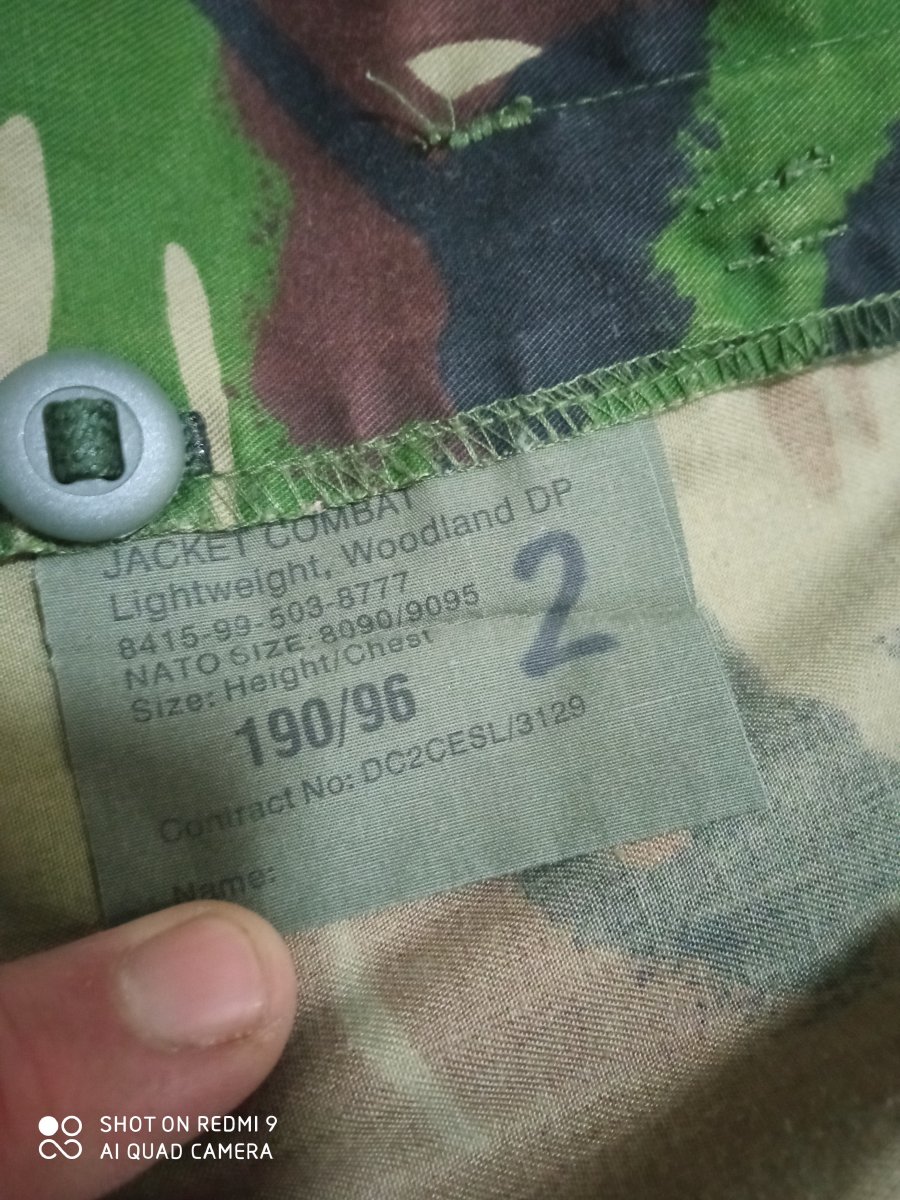 JACKET COMBAT
Lightweight, Woodland DP
8415-99-503-8777
NATO SIZE: 8090/9095
Size: Height/Chest
190/96
2
Contract No: DC2CESL/3129
Name:
SHOT ON REDMI 9
AI QUAD CAMERA